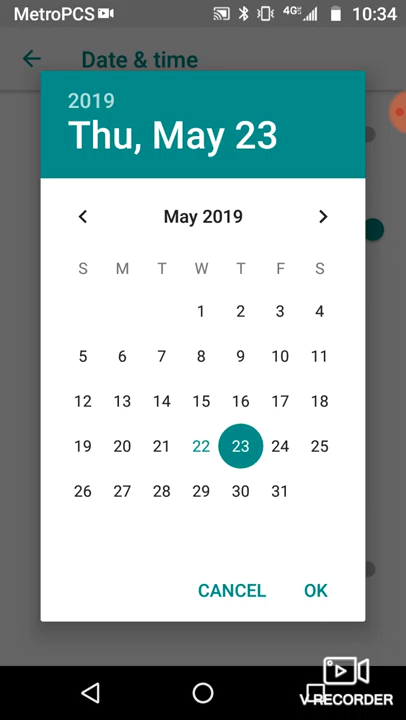 MetroPCS 4G 10:34
Date & time
2019
Thu, May 23
May 2019
S M T W T F S
1 2 3 4
5 6 7 8 9 10 11
12 13 14 15 16 17 18
19 20 21 22 23 24 25
26 27 28 29 30 31
CANCEL OK
V RECORDER